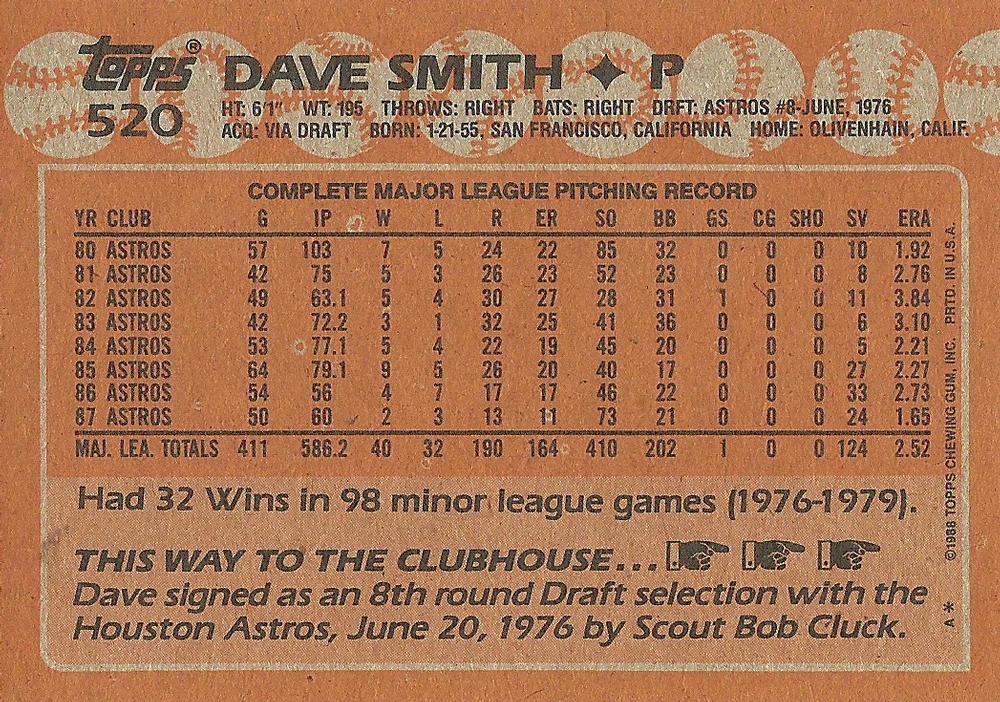 topps® DAVE SMITH ✦ P
520 HT: 6'1" WT: 195 THROWS: RIGHT BATS: RIGHT DRFT: ASTROS #8-JUNE, 1976
ACQ: VIA DRAFT BORN: 1-21-55, SAN FRANCISCO, CALIFORNIA HOME: OLIVENHAIN, CALIF.
COMPLETE MAJOR LEAGUE PITCHING RECORD
YR CLUB G IP W L R ER SO BB GS CG SHO SV ERA
80 ASTROS 57 103 7 5 24 22 85 32 0 0 0 10 1.92
81 ASTROS 42 75 5 3 26 23 52 23 0 0 0 8 2.76
82 ASTROS 49 63.1 5 4 30 27 28 31 1 0 0 11 3.84
83 ASTROS 42 72.2 3 1 32 25 41 36 0 0 0 6 3.10
84 ASTROS 53 77.1 5 4 22 19 45 20 0 0 0 5 2.21
85 ASTROS 64 79.1 9 5 26 20 40 17 0 0 0 27 2.27
86 ASTROS 54 56 4 7 17 17 46 22 0 0 0 33 2.73
87 ASTROS 50 60 2 3 13 11 73 21 0 0 0 24 1.65
MAJ. LEA. TOTALS 411 586.2 40 32 190 164 410 202 1 0 0 124 2.52
Had 32 Wins in 98 minor league games (1976-1979).
THIS WAY TO THE CLUBHOUSE...
Dave signed as an 8th round Draft selection with the
Houston Astros, June 20, 1976 by Scout Bob Cluck.
A * ©1988 TOPPS CHEWING GUM, INC. PRTD. IN U.S.A.